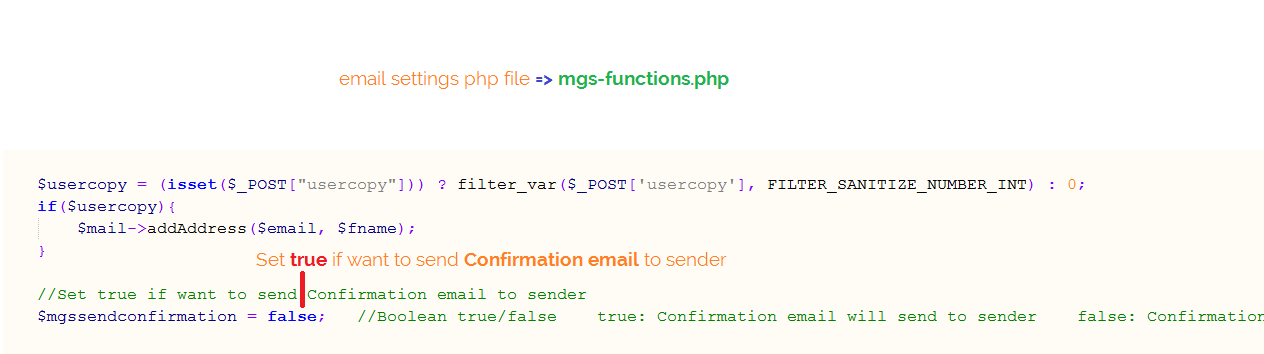 email settings php file => mgs-functions.php
$usercopy = (isset($_POST["usercopy"])) ? filter_var($_POST['usercopy'], FILTER_SANITIZE_NUMBER_INT) : 0;
if($usercopy){
$mail->addAddress($email, $fname);
}
Set true if want to send Confirmation email to sender
//Set true if want to send Confirmation email to sender
$mgssendconfirmation = false; //Boolean true/false true: Confirmation email will send to sender false: Confirmation